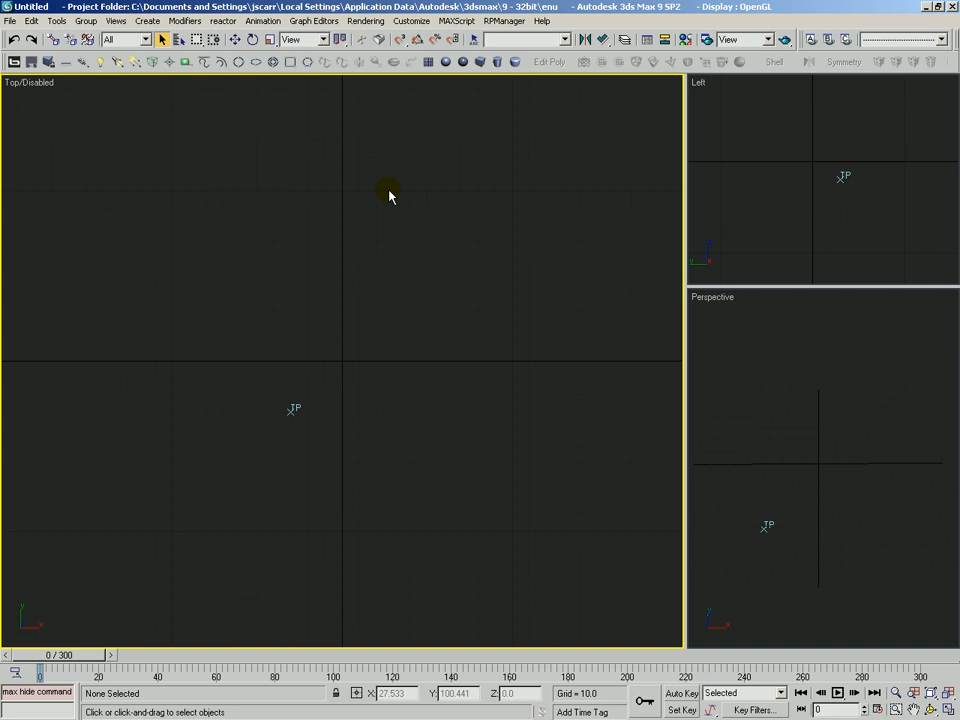 Untitled - Project Folder: C:\Documents and Settings\jscarr\Local Settings\Application Data\Autodesk\3dsmax\9 - 32bit\enu - Autodesk 3ds Max 9 SP2 - Display : OpenGL
File Edit Tools Group Views Create Modifiers reactor Animation Graph Editors Rendering Customize MAXScript RPManager Help
All View View
Edit Poly Shell Symmetry
Top/Disabled
Left
TP
Perspective
TP
TP
y
x
z
y
x
y
x
< 0 / 300 >
0 20 40 60 80 100 120 140 160 180 200 220 240 260 280 300
max hide command None Selected X: 27.533 Y: 100.441 Z: 0.0 Grid = 10.0 Auto Key Selected
Click or click-and-drag to select objects Add Time Tag Set Key Key Filters... 0